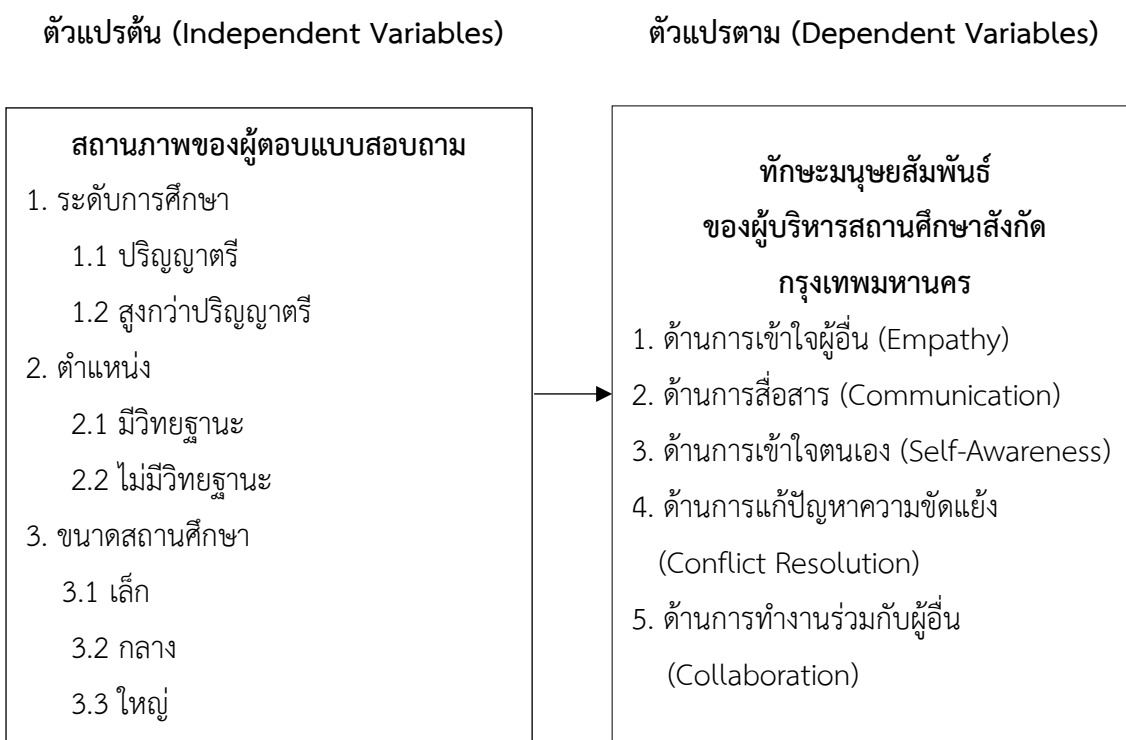 ตัวแปรต้น (Independent Variables)
ตัวแปรตาม (Dependent Variables)
สถานภาพของผู้ตอบแบบสอบถาม
1. ระดับการศึกษา
1.1 ปริญญาตรี
1.2 สูงกว่าปริญญาตรี
2. ตำแหน่ง
2.1 มีวิทยฐานะ
2.2 ไม่มีวิทยฐานะ
3. ขนาดสถานศึกษา
3.1 เล็ก
3.2 กลาง
3.3 ใหญ่
ทักษะมนุษยสัมพันธ์
ของผู้บริหารสถานศึกษาสังกัด
กรุงเทพมหานคร
1. ด้านการเข้าใจผู้อื่น (Empathy)
2. ด้านการสื่อสาร (Communication)
3. ด้านการเข้าใจตนเอง (Self-Awareness)
4. ด้านการแก้ปัญหาความขัดแย้ง
(Conflict Resolution)
5. ด้านการทำงานร่วมกับผู้อื่น
(Collaboration)